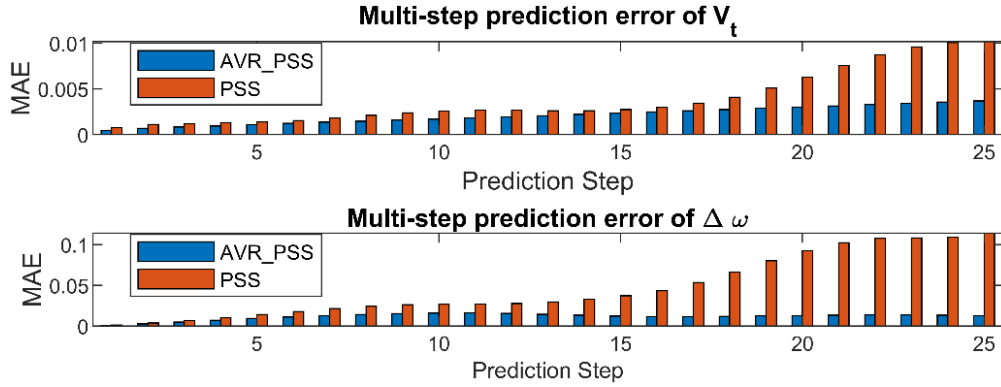 Multi-step prediction error of V_t
0.01
0.005
0
MAE
AVR_PSS
PSS
5
10
15
20
25
Prediction Step
Multi-step prediction error of Δ ω
0.1
0.05
0
MAE
AVR_PSS
PSS
5
10
15
20
25
Prediction Step